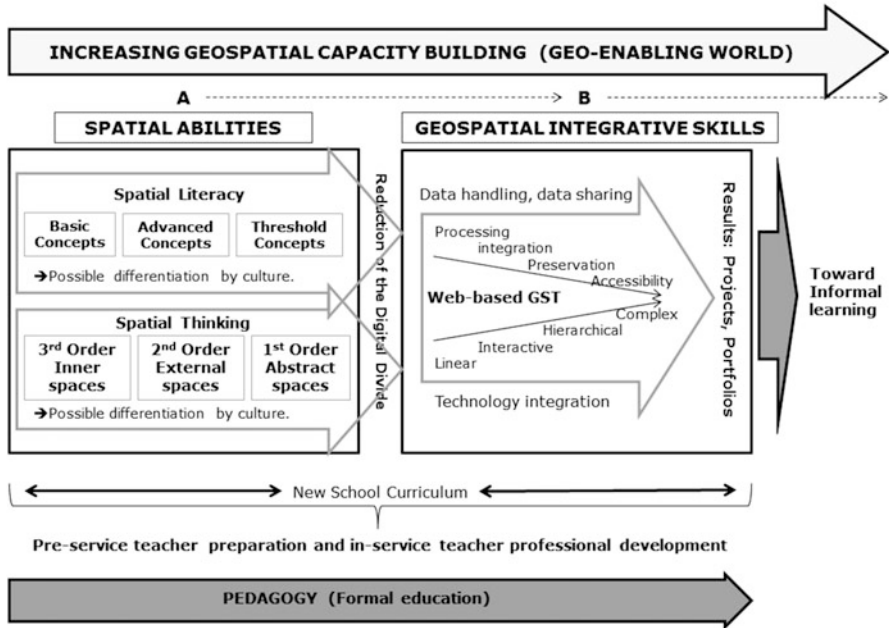 INCREASING GEOSPATIAL CAPACITY BUILDING (GEO-ENABLING WORLD)
A
B
SPATIAL ABILITIES
GEOSPATIAL INTEGRATIVE SKILLS
Spatial Literacy
Basic
Concepts
Advanced
Concepts
Threshold
Concepts
➔Possible differentiation by culture.
Spatial Thinking
3rd Order
Inner
spaces
2nd Order
External
spaces
1st Order
Abstract
spaces
➔Possible differentiation by culture.
Reduction of the Digital Divide
Data handling, data sharing
Processing
integration
Preservation
Accessibility
Web-based GST
Complex
Hierarchical
Interactive
Linear
Technology integration
Results: Projects, Portfolios
Toward
Informal
learning
New School Curriculum
Pre-service teacher preparation and in-service teacher professional development
PEDAGOGY (Formal education)